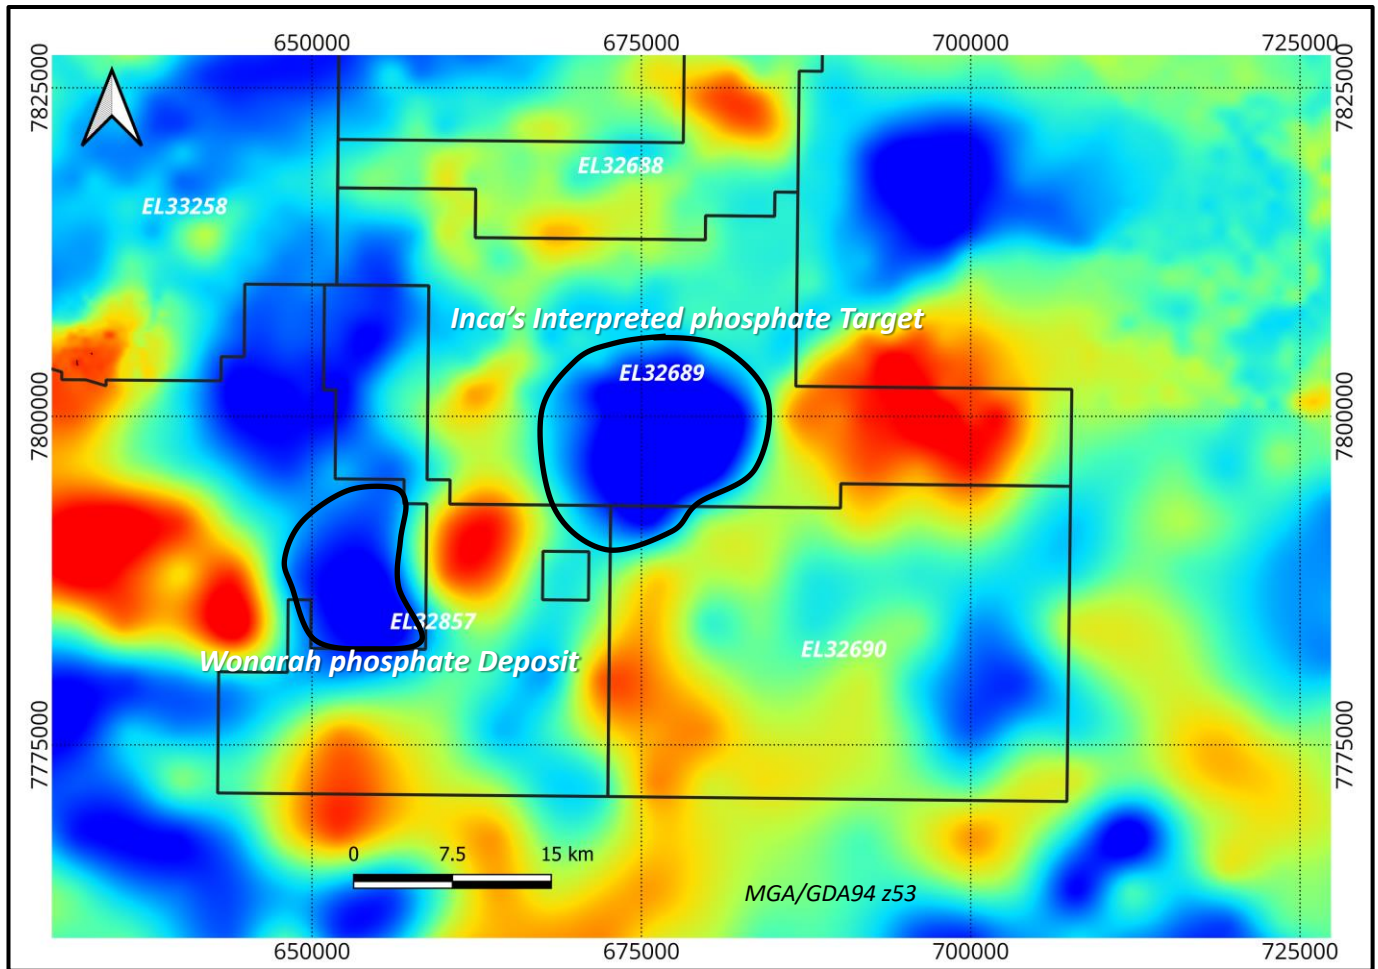 650000 675000 700000 725000
7825000 7825000
EL32688
EL33258
Inca's Interpreted phosphate Target
EL32689
7800000 7800000
EL32857
EL32690
Wonarah phosphate Deposit
7775000 7775000
0 7.5 15 km
MGA/GDA94 z53
650000 675000 700000 725000